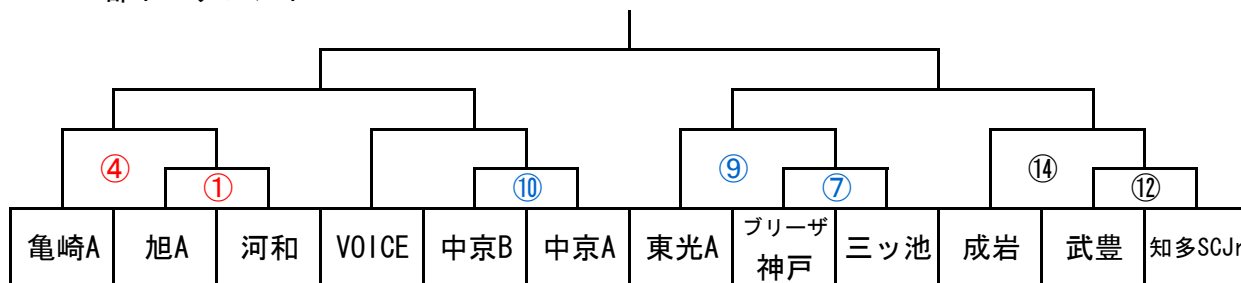 ④
①
⑩
⑨
⑦
⑭
⑫
亀崎A
旭A
河和
VOICE
中京B
中京A
東光A
ブリーザ
神戸
三ッ池
成岩
武豊
知多SCJr